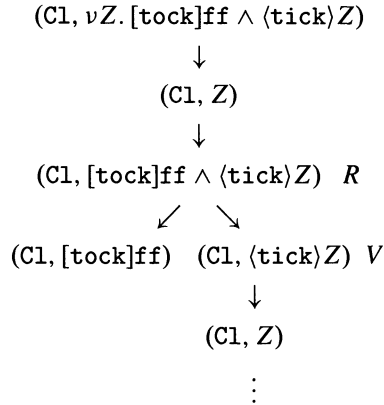 (Cl, νZ. [tock]ff ∧ ⟨tick⟩Z)
↓
(Cl, Z)
↓
(Cl, [tock]ff ∧ ⟨tick⟩Z) R
↙ ↘
(Cl, [tock]ff) (Cl, ⟨tick⟩Z) V
↓
(Cl, Z)
⋮